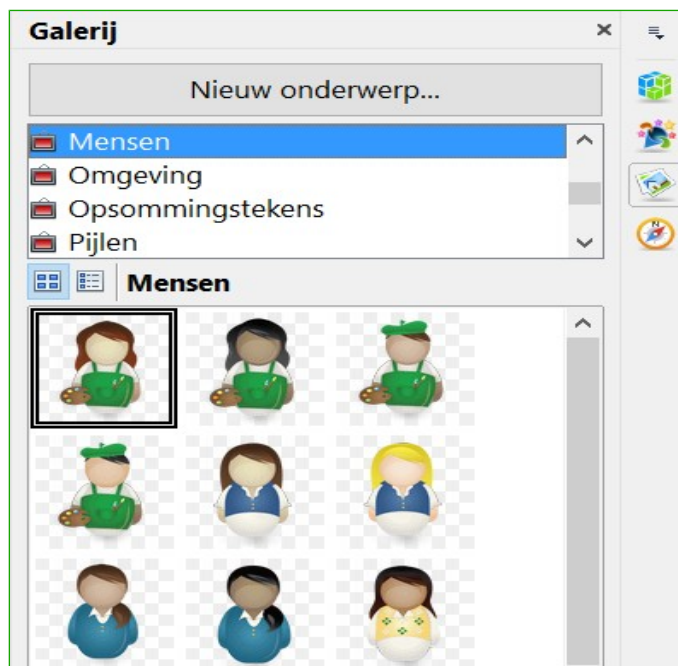 Galerij
Nieuw onderwerp...
Mensen
Omgeving
Opsommingstekens
Pijlen
Mensen
N